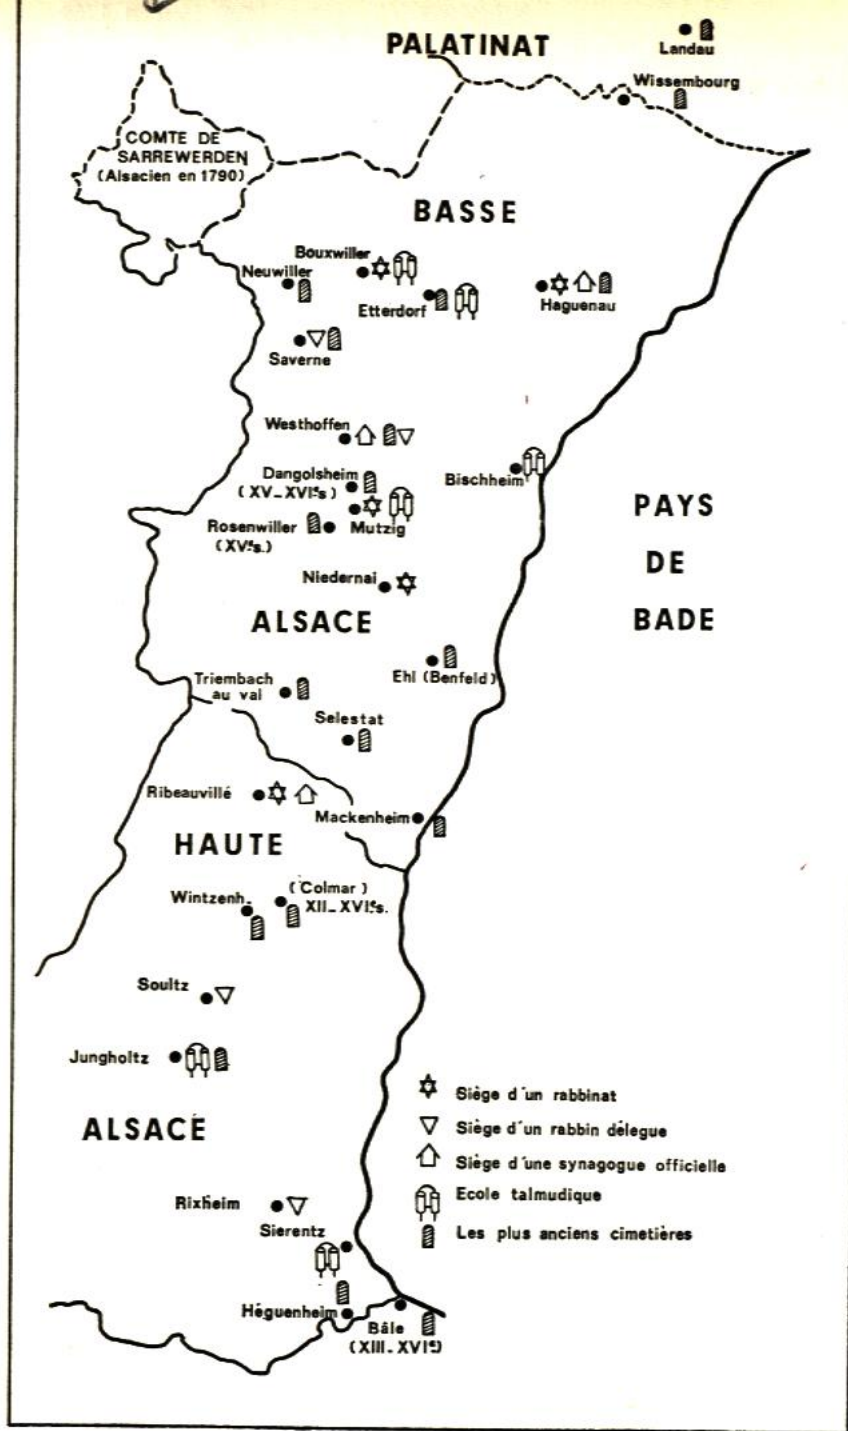 PALATINAT
Landau
Wissembourg
COMTE DE
SARREWERDEN
(Alsacien en 1790)
BASSE
Bouxwiller
Neuwiller
Etterdorf
Haguenau
Saverne
Westhoffen
Dangolsheim
(XV_XVIes)
Bischheim
Mutzig
Rosenwiller
(XVes.)
Niedernai
PAYS
DE
BADE
ALSACE
Ehl (Benfeld)
Triembach
au val
Selestat
Ribeauvillé
Mackenheim
HAUTE
Wintzenh.
(Colmar)
XII_XVIes.
Soultz
Jungholtz
ALSACE
Siège d'un rabbinat
Siège d'un rabbin délegue
Siège d'une synagogue officielle
Ecole talmudique
Les plus anciens cimetières
Rixheim
Sierentz
Héguenheim
Bâle
(XIII_XVIe)